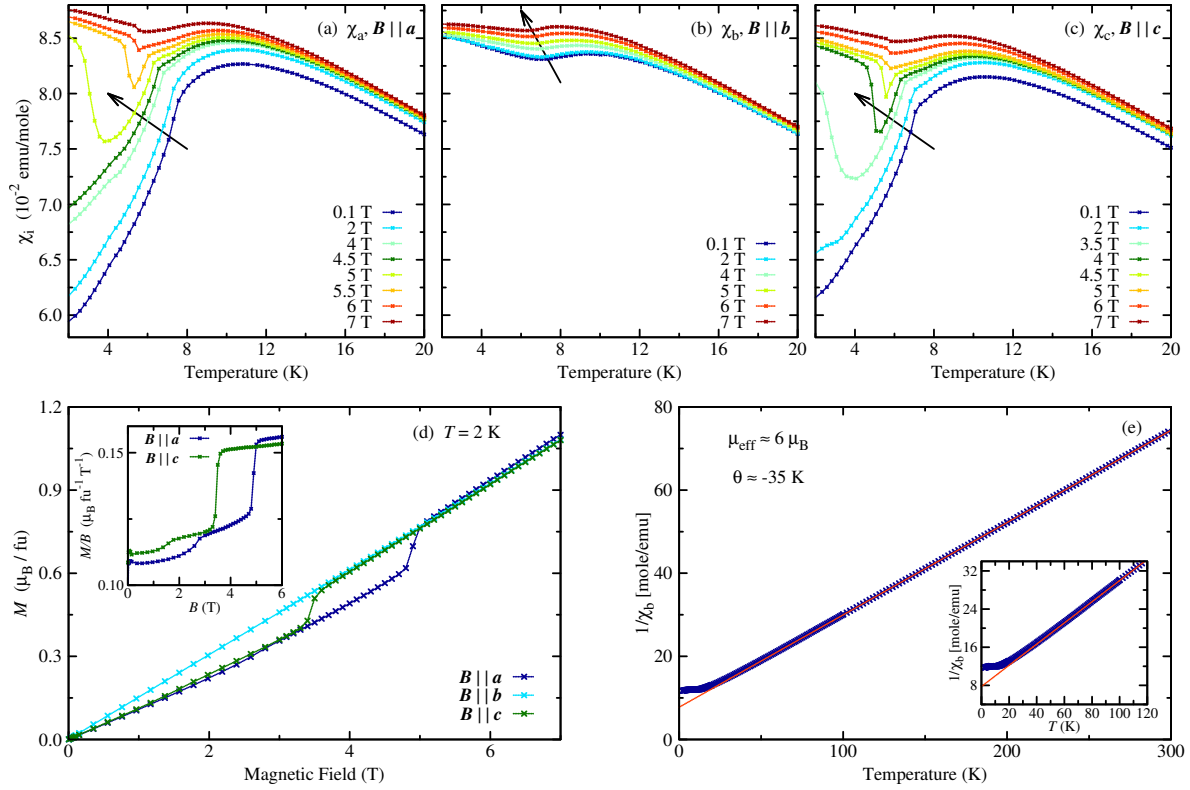 (a) χa, B || a
8.5
8.0
7.5
7.0
6.5
6.0
χi (10-2 emu/mole)
0.1 T
2 T
4 T
4.5 T
5 T
5.5 T
6 T
7 T
4 8 12 16 20
Temperature (K)
(b) χb, B || b
0.1 T
2 T
4 T
5 T
6 T
7 T
4 8 12 16 20
Temperature (K)
(c) χc, B || c
0.1 T
2 T
3.5 T
4 T
4.5 T
5 T
6 T
7 T
4 8 12 16 20
Temperature (K)
(d) T = 2 K
1.2
0.9
0.6
0.3
0.0
M (μB / fu)
0 2 4 6
Magnetic Field (T)
B || a
B || b
B || c
B || a
B || c
0.15
0.10
M/B (μB fu-1 T-1)
0 2 4 6
B (T)
(e)
μeff ≈ 6 μB
θ ≈ -35 K
80
60
40
20
0
1/χb [mole/emu]
0 100 200 300
Temperature (K)
32
24
16
8
1/χb [mole/emu]
0 20 40 60 80 100 120
T (K)